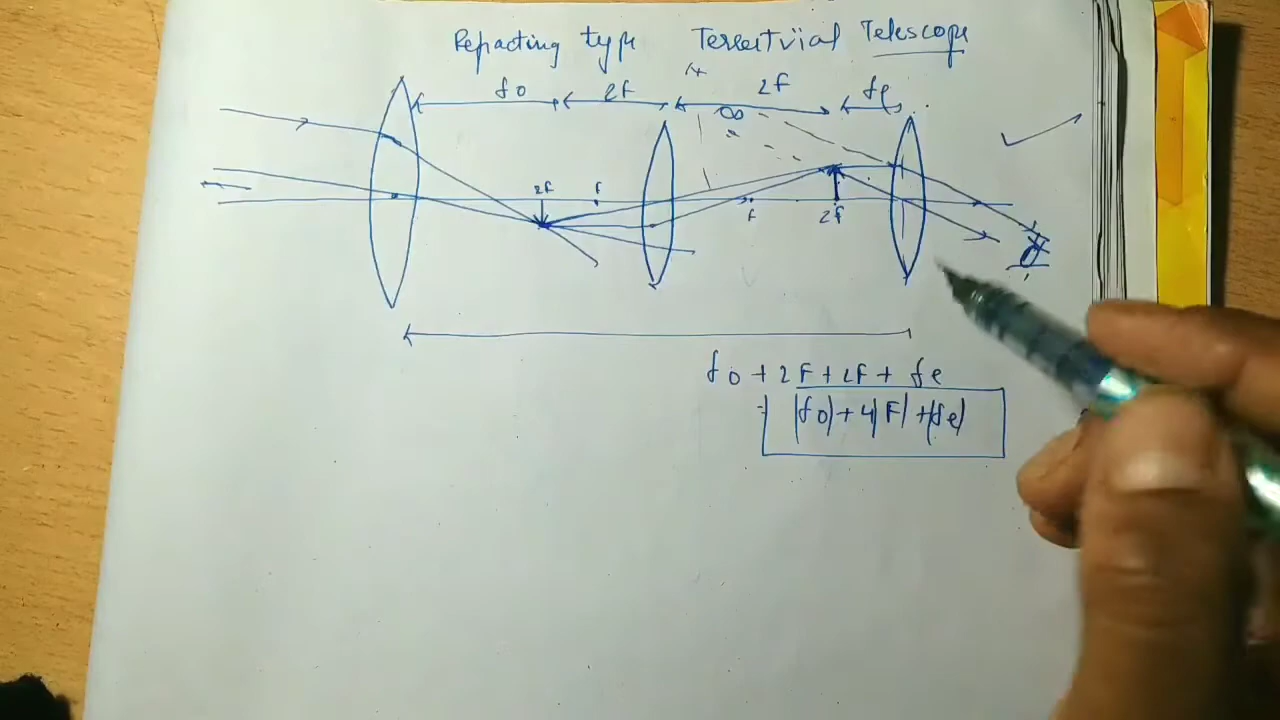 Refracting type Terrestrial Telescope
fo 2F 2F fe
∞
2F F F 2F
fo + 2F + 2F + fe
= |fo| + 4|F| + |fe|